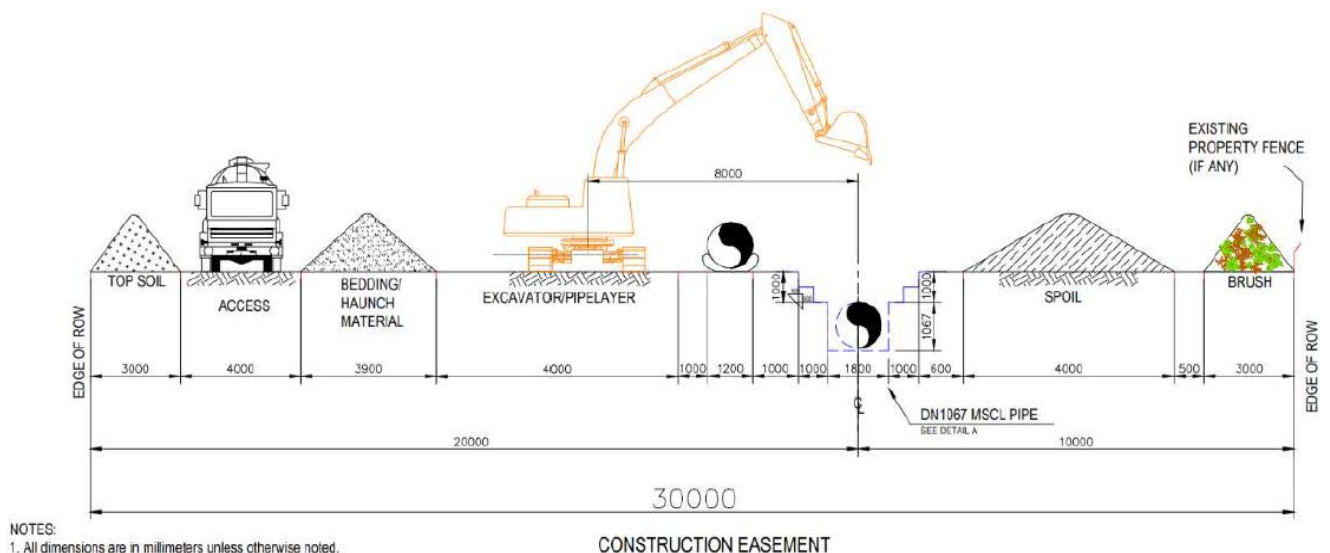 EXISTING
PROPERTY FENCE
(IF ANY)
8000
TOP SOIL
ACCESS
BEDDING/
HAUNCH
MATERIAL
EXCAVATOR/PIPELAYER
1000
1000
1067
SPOIL
BRUSH
EDGE OF ROW
EDGE OF ROW
3000
4000
3900
4000
1000
1200
1000
1000
1800
1000
600
4000
500
3000
DN1067 MSCL PIPE
SEE DETAIL A
20000
10000
30000
NOTES:
1. All dimensions are in millimeters unless otherwise noted.
CONSTRUCTION EASEMENT